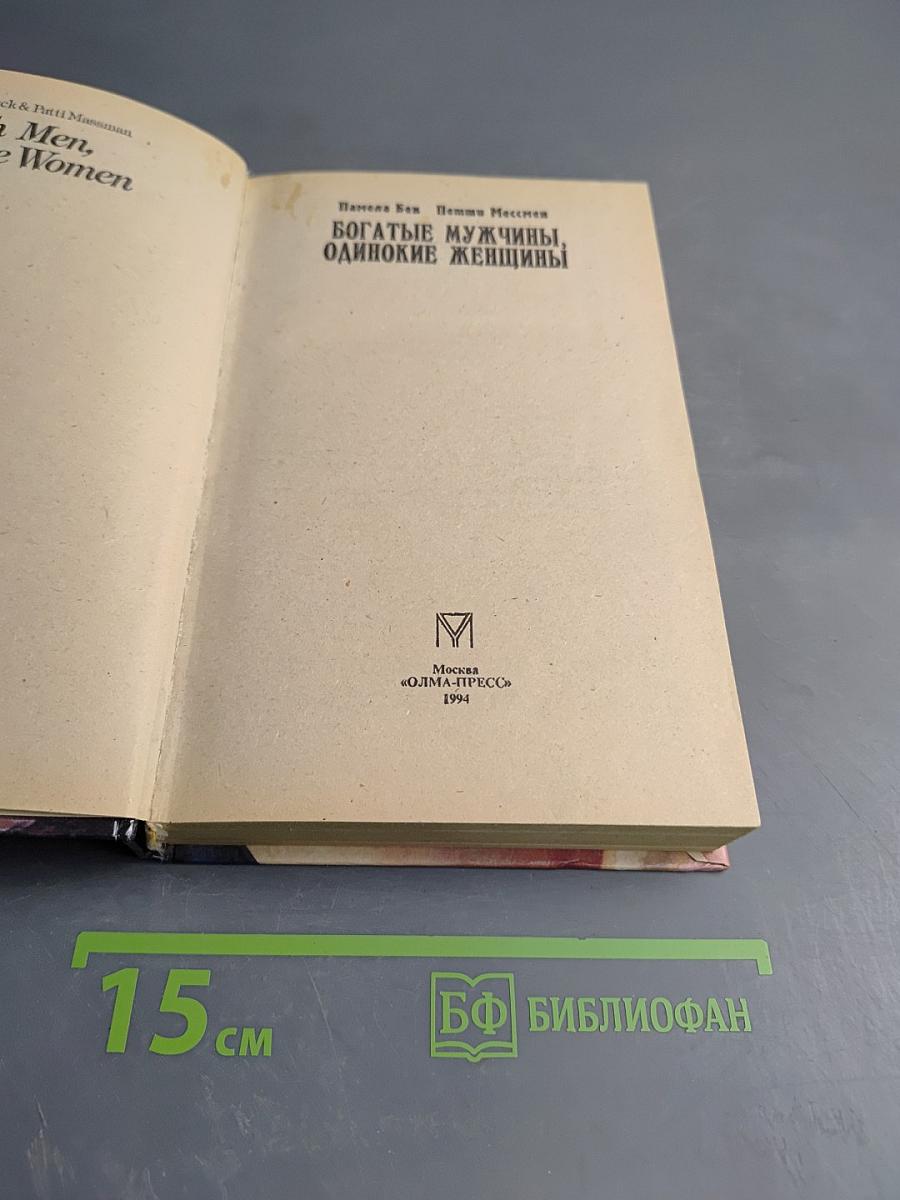 & Patti Massman
Men,
Women
Памела Бек Петти Мессмен
БОГАТЫЕ МУЖЧИНЫ,
ОДИНОКИЕ ЖЕНЩИНЫ
Москва
«ОЛМА-ПРЕСС»
1994
15 см
БФ БИБЛИОФАН